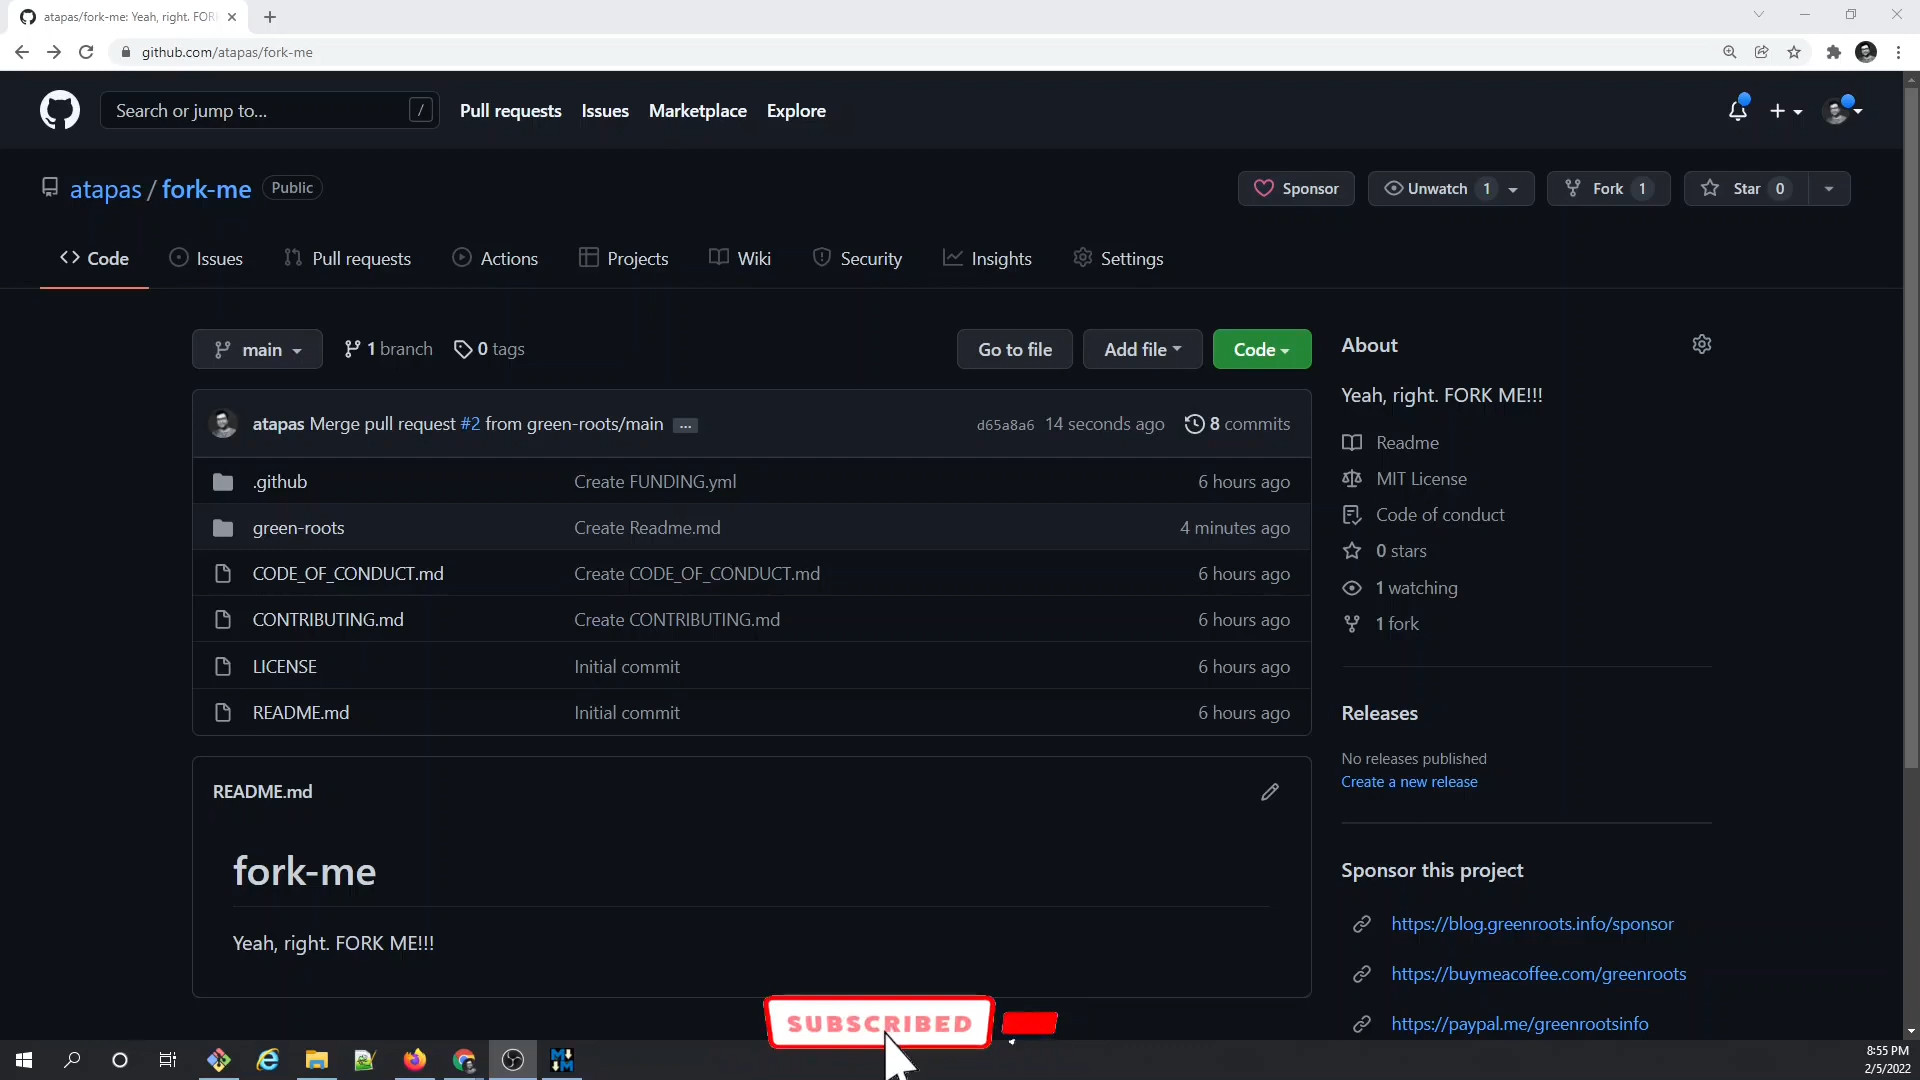 atapas/fork-me: Yeah, right. FOR
github.com/atapas/fork-me
Search or jump to... /
Pull requests Issues Marketplace Explore
atapas / fork-me Public
Sponsor Unwatch 1 Fork 1 Star 0
Code Issues Pull requests Actions Projects Wiki Security Insights Settings
main 1 branch 0 tags Go to file Add file Code
atapas Merge pull request #2 from green-roots/main ... d65a8a6 14 seconds ago 8 commits
.github Create FUNDING.yml 6 hours ago
green-roots Create Readme.md 4 minutes ago
CODE_OF_CONDUCT.md Create CODE_OF_CONDUCT.md 6 hours ago
CONTRIBUTING.md Create CONTRIBUTING.md 6 hours ago
LICENSE Initial commit 6 hours ago
README.md Initial commit 6 hours ago
README.md
fork-me
Yeah, right. FORK ME!!!
About
Yeah, right. FORK ME!!!
Readme
MIT License
Code of conduct
0 stars
1 watching
1 fork
Releases
No releases published
Create a new release
Sponsor this project
https://blog.greenroots.info/sponsor
https://buymeacoffee.com/greenroots
https://paypal.me/greenrootsinfo
SUBSCRIBED
8:55 PM
2/5/2022